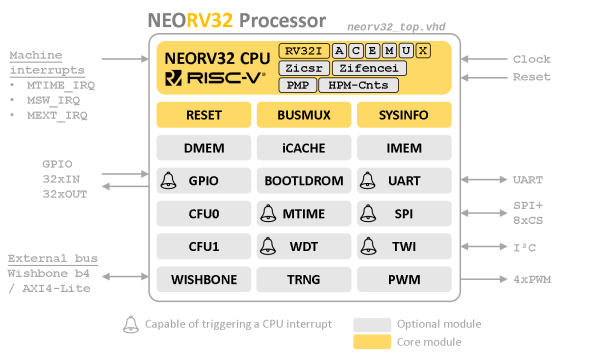 NEORV32 Processor
neorv32_top.vhd
Machine
interrupts
• MTIME_IRQ
• MSW_IRQ
• MEXT_IRQ
NEORV32 CPU
RISC-V®
RV32I A C E M U X
Zicsr Zifencei
PMP HPM-Cnts
Clock
Reset
RESET BUSMUX SYSINFO
DMEM iCACHE IMEM
GPIO BOOTLDROM UART
CFU0 MTIME SPI
CFU1 WDT TWI
WISHBONE TRNG PWM
GPIO
32xIN
32xOUT
External bus
Wishbone b4
/ AXI4-Lite
UART
SPI+
8xCS
I²C
4xPWM
Capable of triggering a CPU interrupt
Optional module
Core module